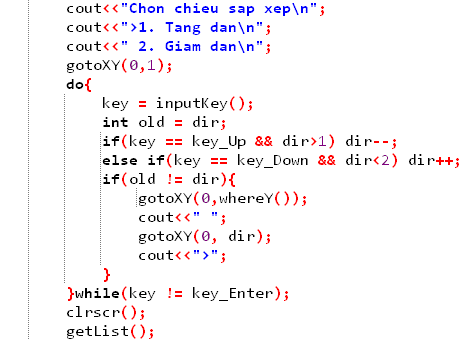 cout<<"Chon chieu sap xep\n";
cout<<">1. Tang dan\n";
cout<<" 2. Giam dan\n";
gotoXY(0,1);
do{
key = inputKey();
int old = dir;
if(key == key_Up && dir>1) dir--;
else if(key == key_Down && dir<2) dir++;
if(old != dir){
gotoXY(0,whereY());
cout<<" ";
gotoXY(0, dir);
cout<<">";
}
}while(key != key_Enter);
clrscr();
getList();